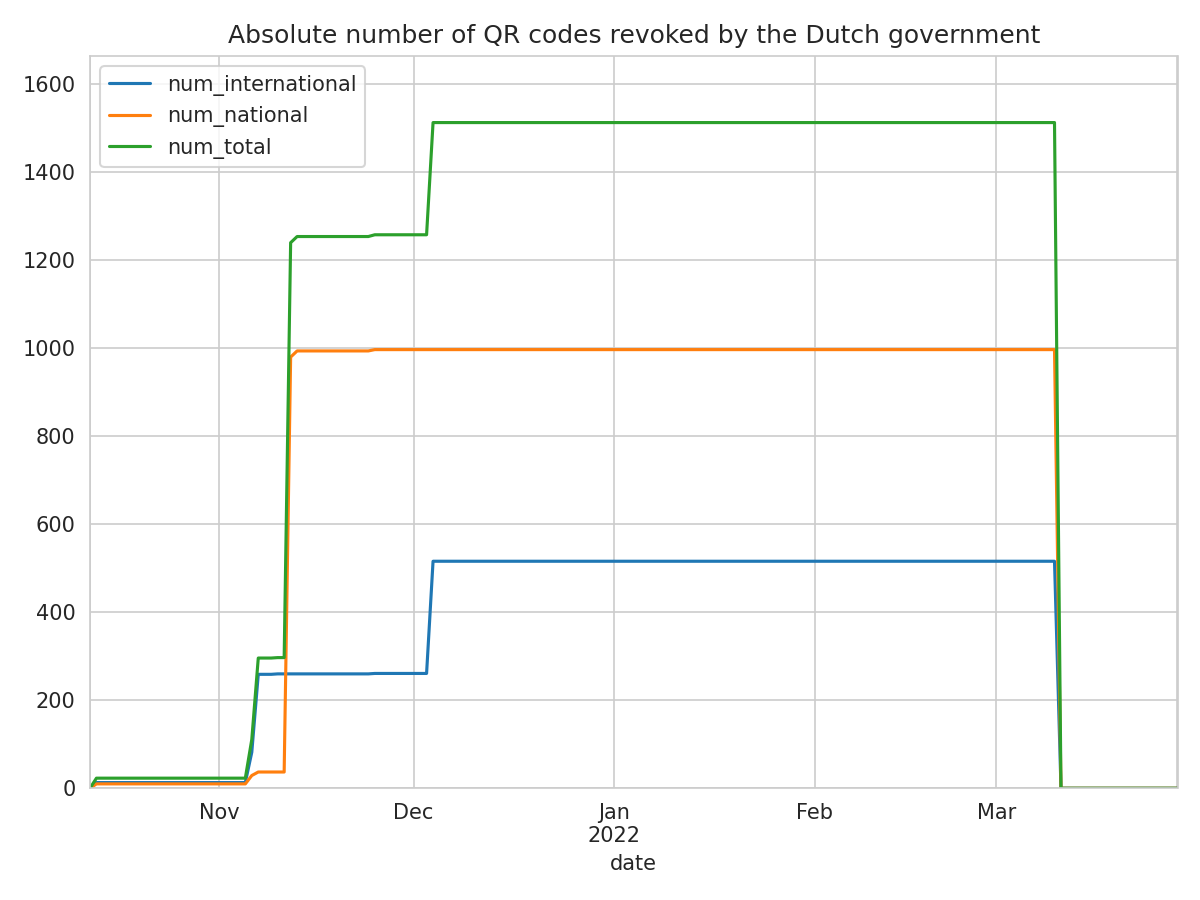 Absolute number of QR codes revoked by the Dutch government
num_international
num_national
num_total
1600
1400
1200
1000
800
600
400
200
0
Nov
Dec
Jan
2022
Feb
Mar
date